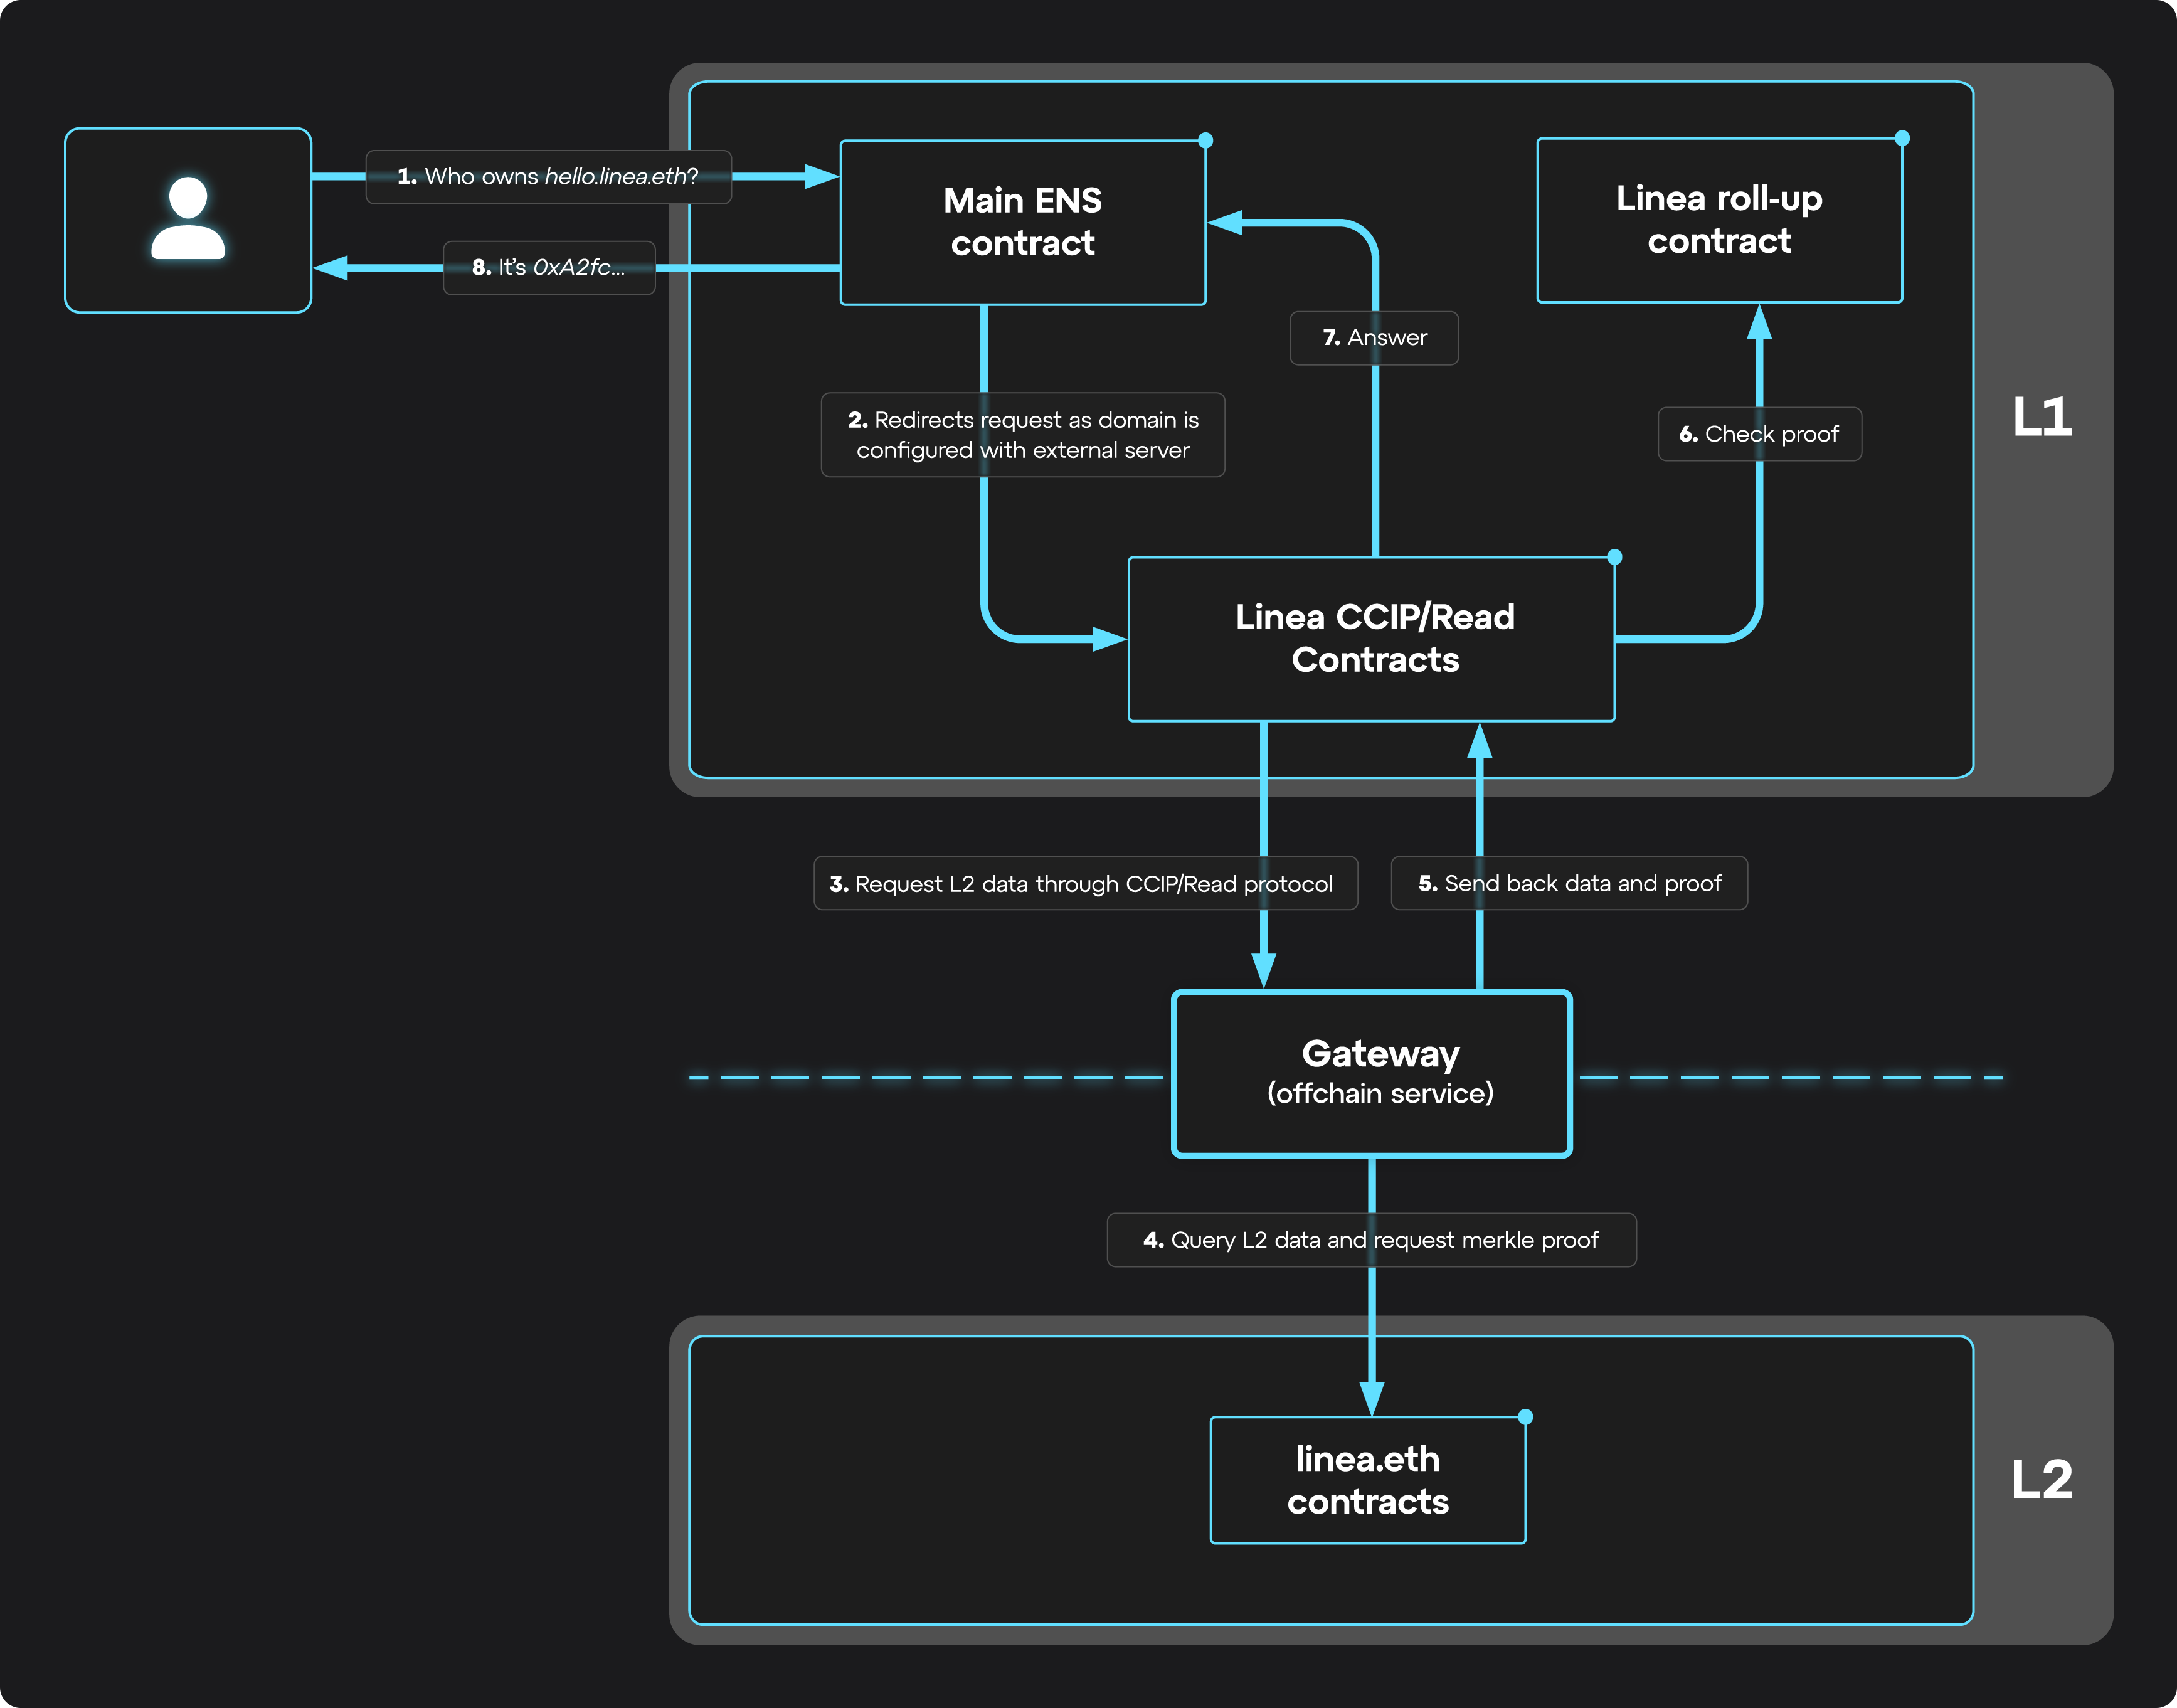 1. Who owns hello.linea.eth?
Main ENS
contract
Linea roll-up
contract
8. It’s 0xA2fc...
7. Answer
2. Redirects request as domain is
configured with external server
6. Check proof
L1
Linea CCIP/Read
Contracts
3. Request L2 data through CCIP/Read protocol
5. Send back data and proof
Gateway
(offchain service)
4. Query L2 data and request merkle proof
linea.eth
contracts
L2